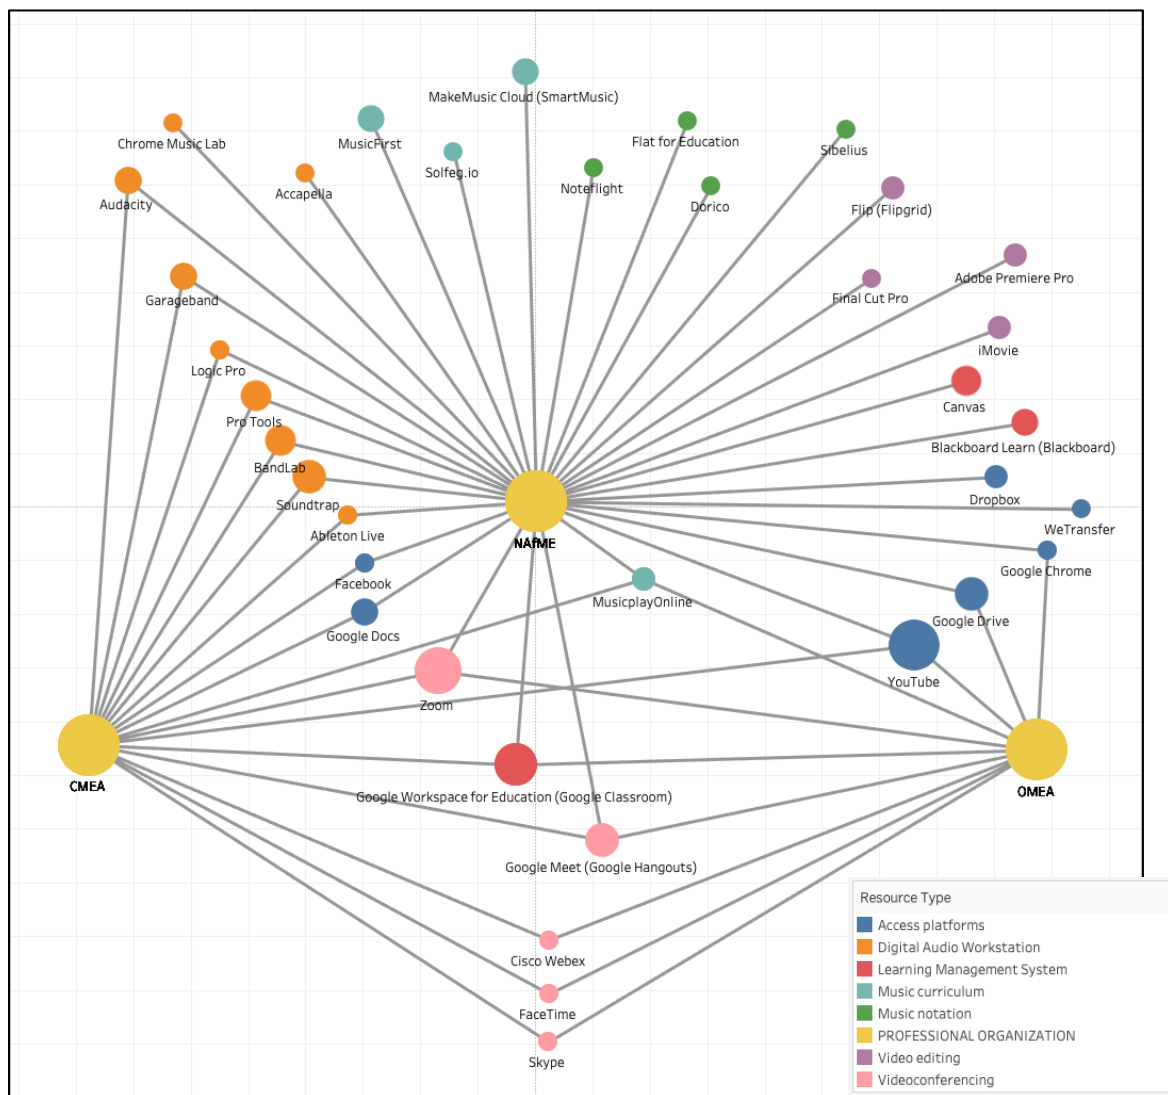 MakeMusic Cloud (SmartMusic)
Chrome Music Lab
MusicFirst
Flat for Education
Sibelius
Solfeg.io
Accapella
Noteflight
Audacity
Dorico
Flip (Flipgrid)
Adobe Premiere Pro
Garageband
Final Cut Pro
iMovie
Logic Pro
Canvas
Pro Tools
Blackboard Learn (Blackboard)
BandLab
Dropbox
Soundtrap
WeTransfer
Ableton Live
NAfME
Google Chrome
Facebook
MusicplayOnline
Google Drive
Google Docs
YouTube
Zoom
CMEA
OMEA
Google Workspace for Education (Google Classroom)
Google Meet (Google Hangouts)
Cisco Webex
FaceTime
Skype
Resource Type
Access platforms
Digital Audio Workstation
Learning Management System
Music curriculum
Music notation
PROFESSIONAL ORGANIZATION
Video editing
Videoconferencing